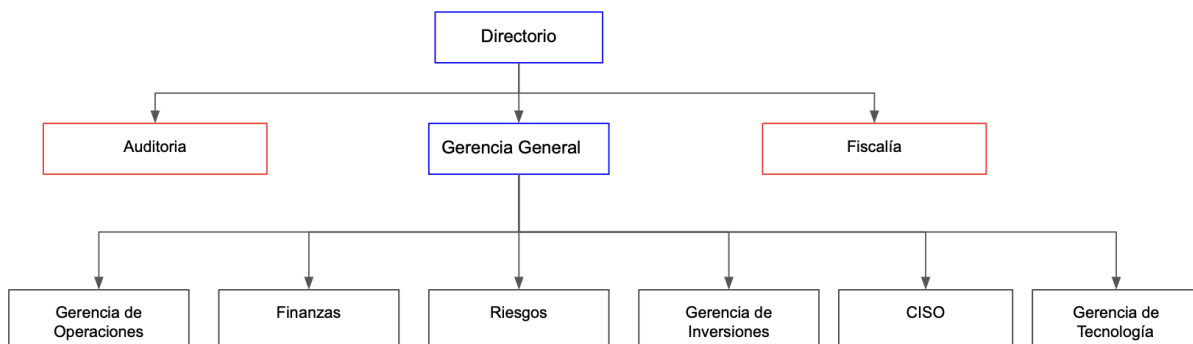 Directorio
Auditoria
Gerencia General
Fiscalía
Gerencia de
Operaciones
Finanzas
Riesgos
Gerencia de
Inversiones
CISO
Gerencia de
Tecnología